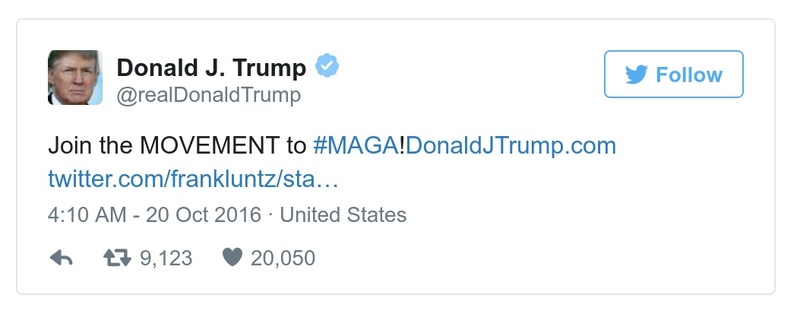 Donald J. Trump
@realDonaldTrump
Follow
Join the MOVEMENT to #MAGA!DonaldJTrump.com
twitter.com/frankluntz/sta…
4:10 AM - 20 Oct 2016 · United States
9,123 20,050